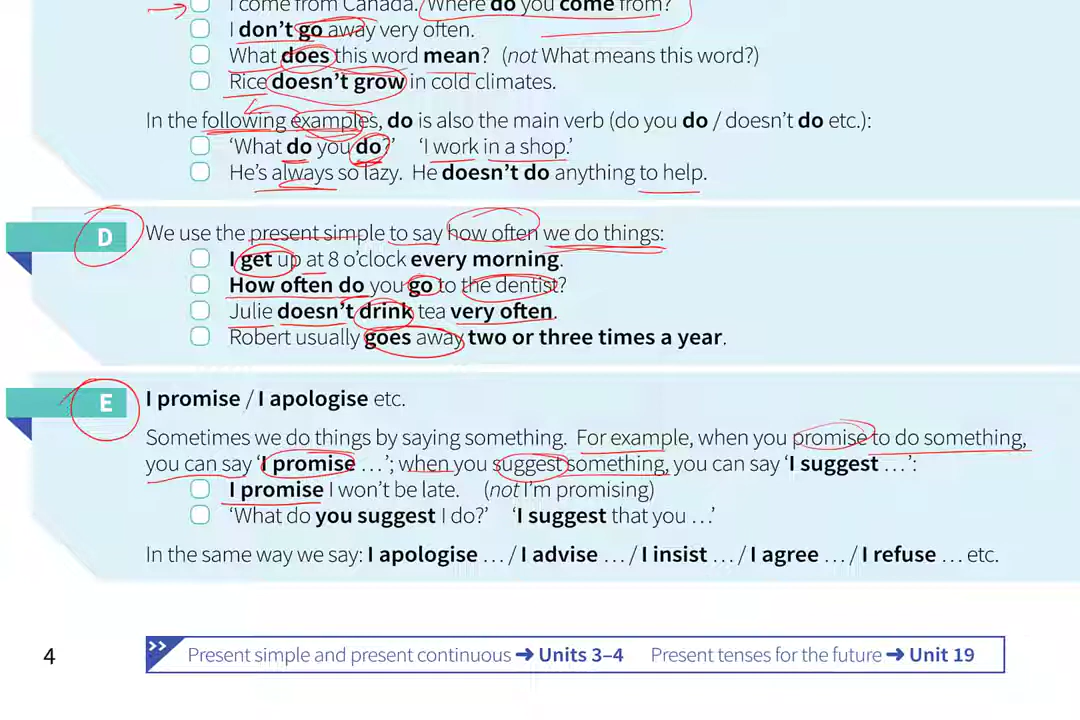 I come from Canada. Where do you come from?
I don't go away very often.
What does this word mean? (not What means this word?)
Rice doesn't grow in cold climates.
In the following examples, do is also the main verb (do you do / doesn't do etc.):
'What do you do?' 'I work in a shop.'
He's always so lazy. He doesn't do anything to help.
D We use the present simple to say how often we do things:
I get up at 8 o'clock every morning.
How often do you go to the dentist?
Julie doesn't drink tea very often.
Robert usually goes away two or three times a year.
E I promise / I apologise etc.
Sometimes we do things by saying something. For example, when you promise to do something,
you can say 'I promise …'; when you suggest something, you can say 'I suggest …':
I promise I won't be late. (not I'm promising)
'What do you suggest I do?' 'I suggest that you …'
In the same way we say: I apologise … / I advise … / I insist … / I agree … / I refuse … etc.
4 Present simple and present continuous ➜ Units 3–4 Present tenses for the future ➜ Unit 19